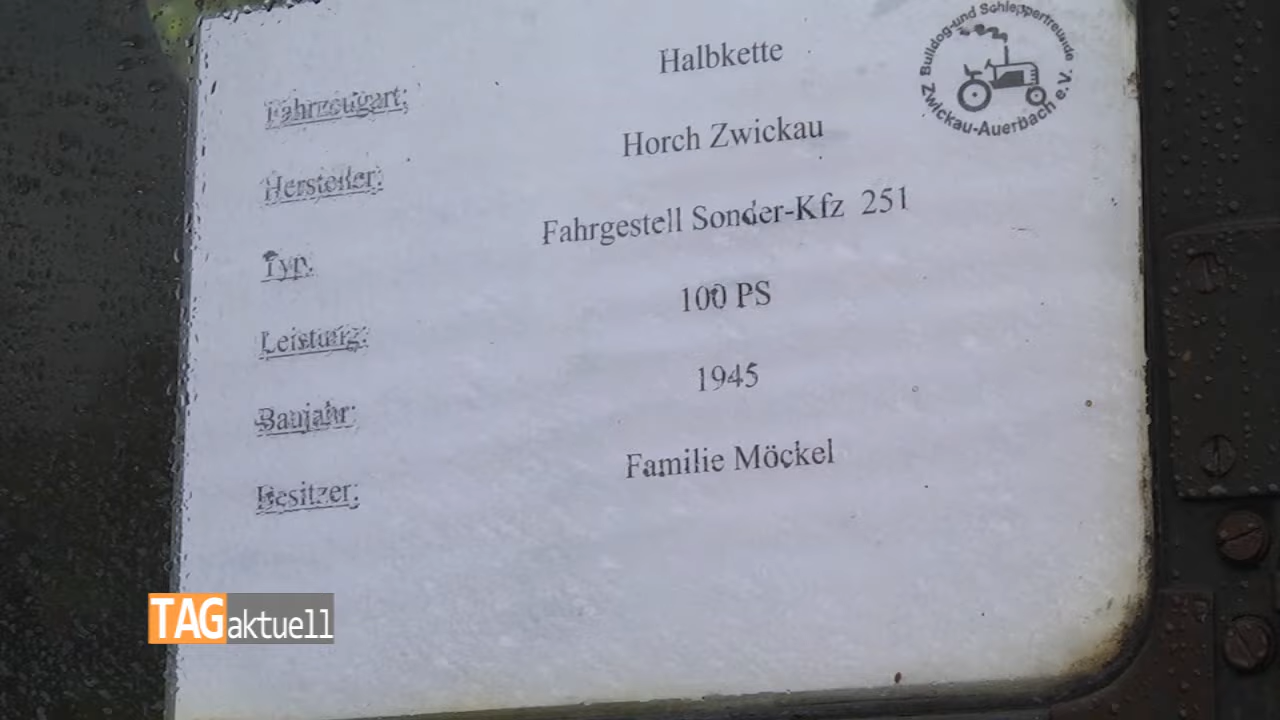 Fahrzeugart: Halbkette
Hersteller: Horch Zwickau
Typ: Fahrgestell Sonder-Kfz 251
Leistung: 100 PS
Baujahr: 1945
Besitzer: Familie Möckel
Bulldog-und Schlepperfreunde
Zwickau-Auerbach e.V.
TAGaktuell